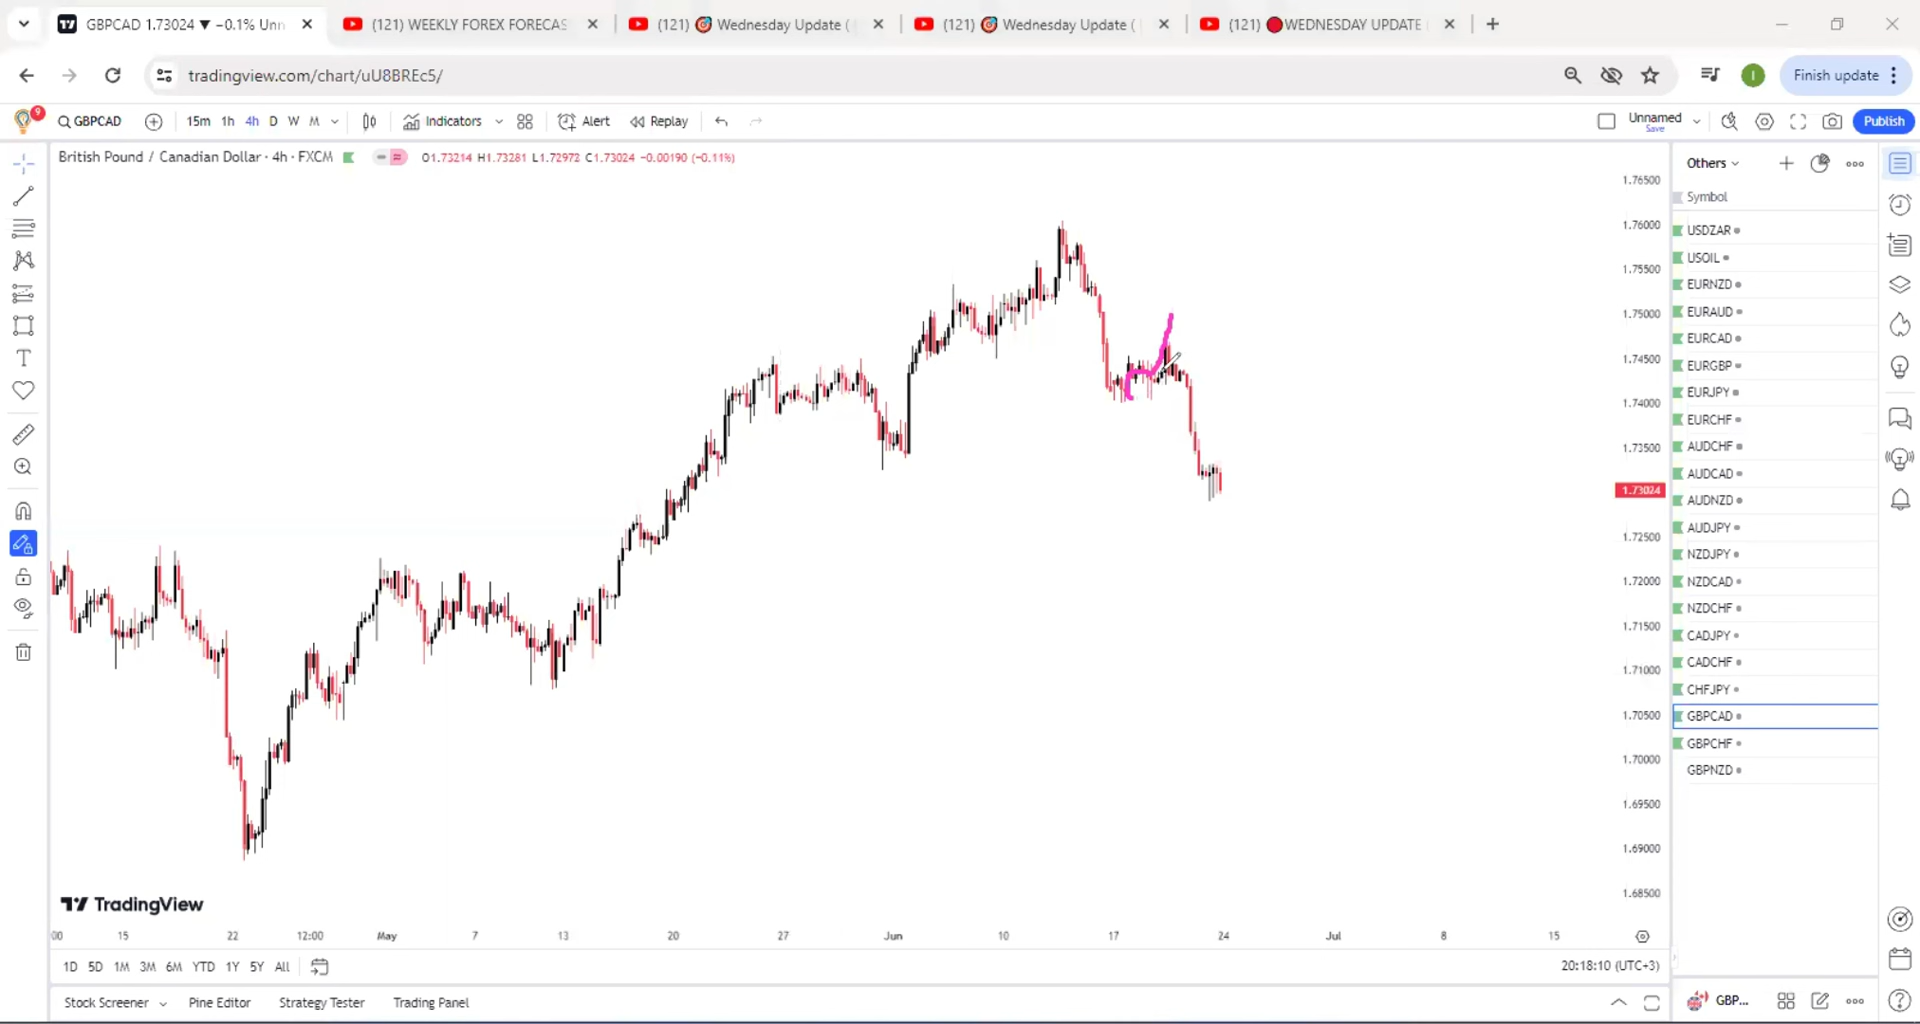 GBPCAD 1.73024 ▼ −0.1% Unn
(121) WEEKLY FOREX FORECAS
(121) 🎯 Wednesday Update (
(121) 🎯 Wednesday Update (
(121) 🔴WEDNESDAY UPDATE
tradingview.com/chart/uU8BREc5/
I
Finish update
9
GBPCAD
15m 1h 4h D W M
Indicators
Alert
Replay
Unnamed
Save
Publish
British Pound / Canadian Dollar · 4h · FXCM
O1.73214 H1.73281 L1.72972 C1.73024 −0.00190 (−0.11%)
1.76500
1.76000
1.75500
1.75000
1.74500
1.74000
1.73500
1.73024
1.72500
1.72000
1.71500
1.71000
1.70500
1.70000
1.69500
1.69000
1.68500
Others
Symbol
USDZAR
USOIL
EURNZD
EURAUD
EURCAD
EURGBP
EURJPY
EURCHF
AUDCHF
AUDCAD
AUDNZD
AUDJPY
NZDJPY
NZDCAD
NZDCHF
CADJPY
CADCHF
CHFJPY
GBPCAD
GBPCHF
GBPNZD
TradingView
00 15 22 12:00 May 7 13 20 27 Jun 10 17 24 Jul 8 15
1D 5D 1M 3M 6M YTD 1Y 5Y All
20:18:10 (UTC+3)
Stock Screener
Pine Editor
Strategy Tester
Trading Panel
GBP...